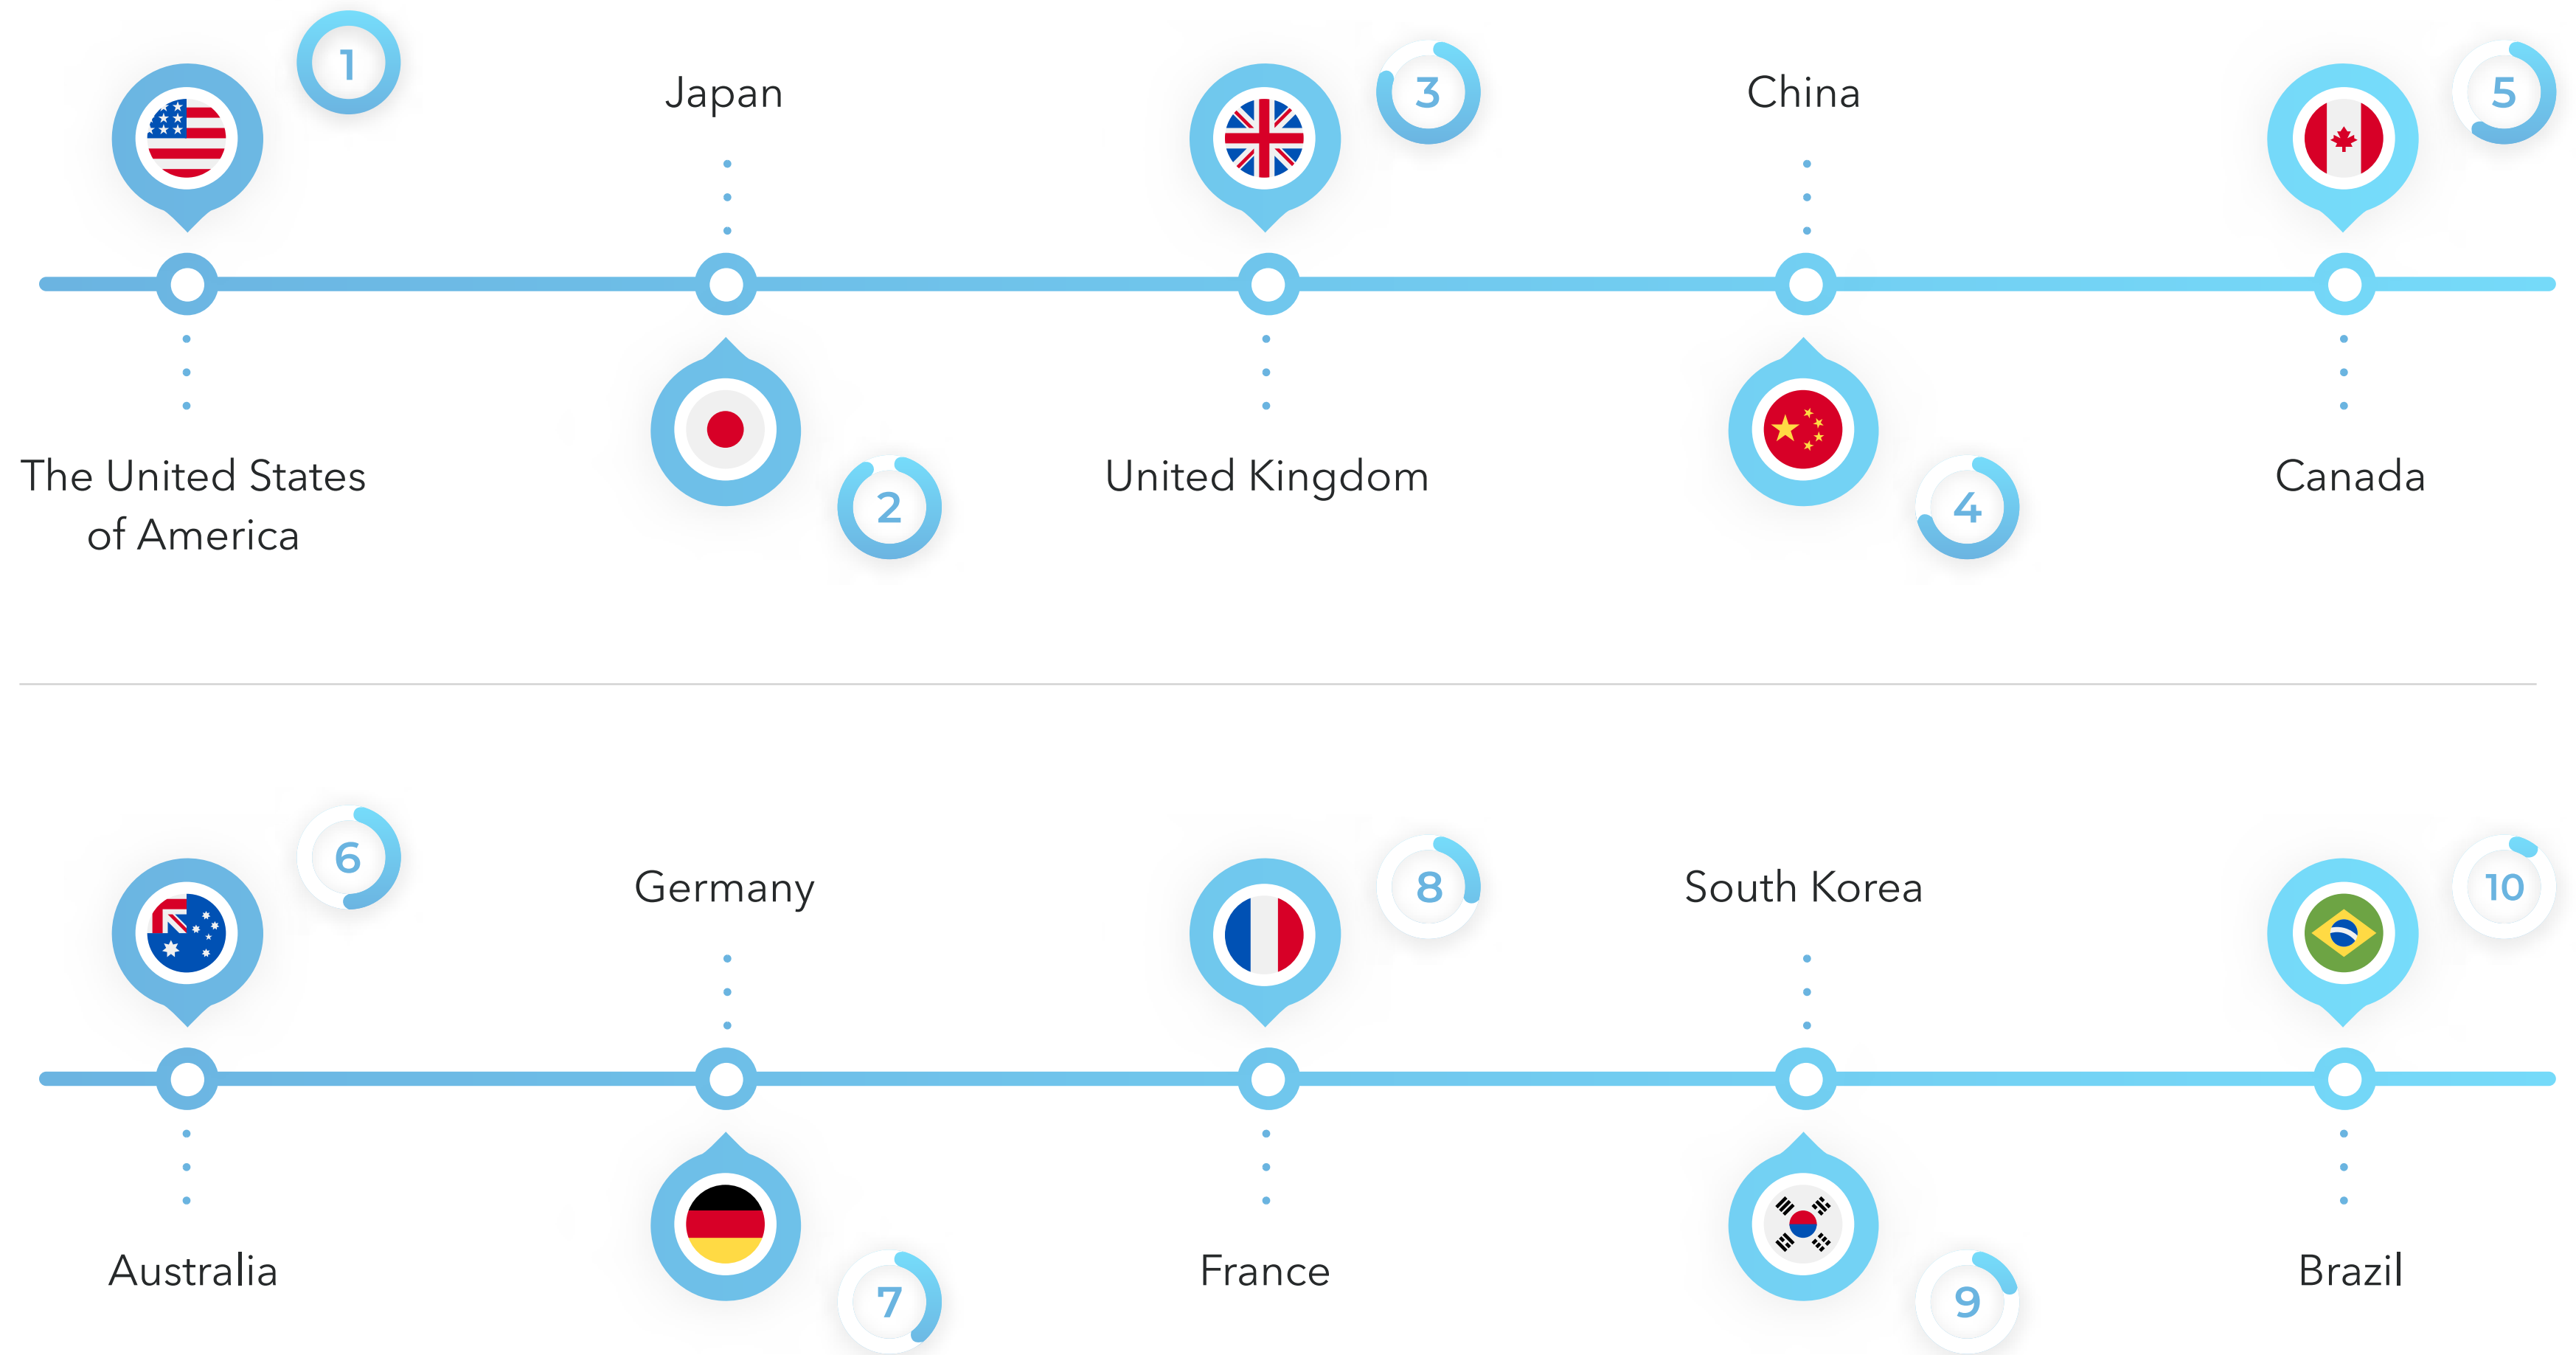 1
The United States
of America
Japan
2
3
United Kingdom
China
4
5
Canada
6
Australia
Germany
7
8
France
South Korea
9
10
Brazil